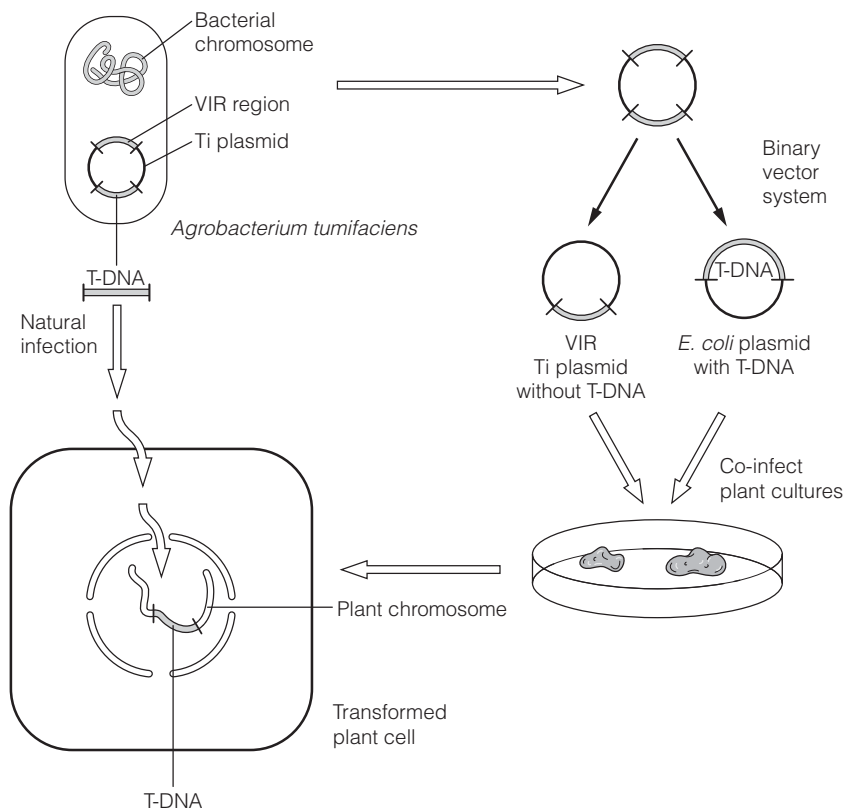 Bacterial
chromosome
VIR region
Ti plasmid
Agrobacterium tumifaciens
T-DNA
Natural
infection
Binary
vector
system
T-DNA
VIR
Ti plasmid
without T-DNA
E. coli plasmid
with T-DNA
Co-infect
plant cultures
Plant chromosome
Transformed
plant cell
T-DNA